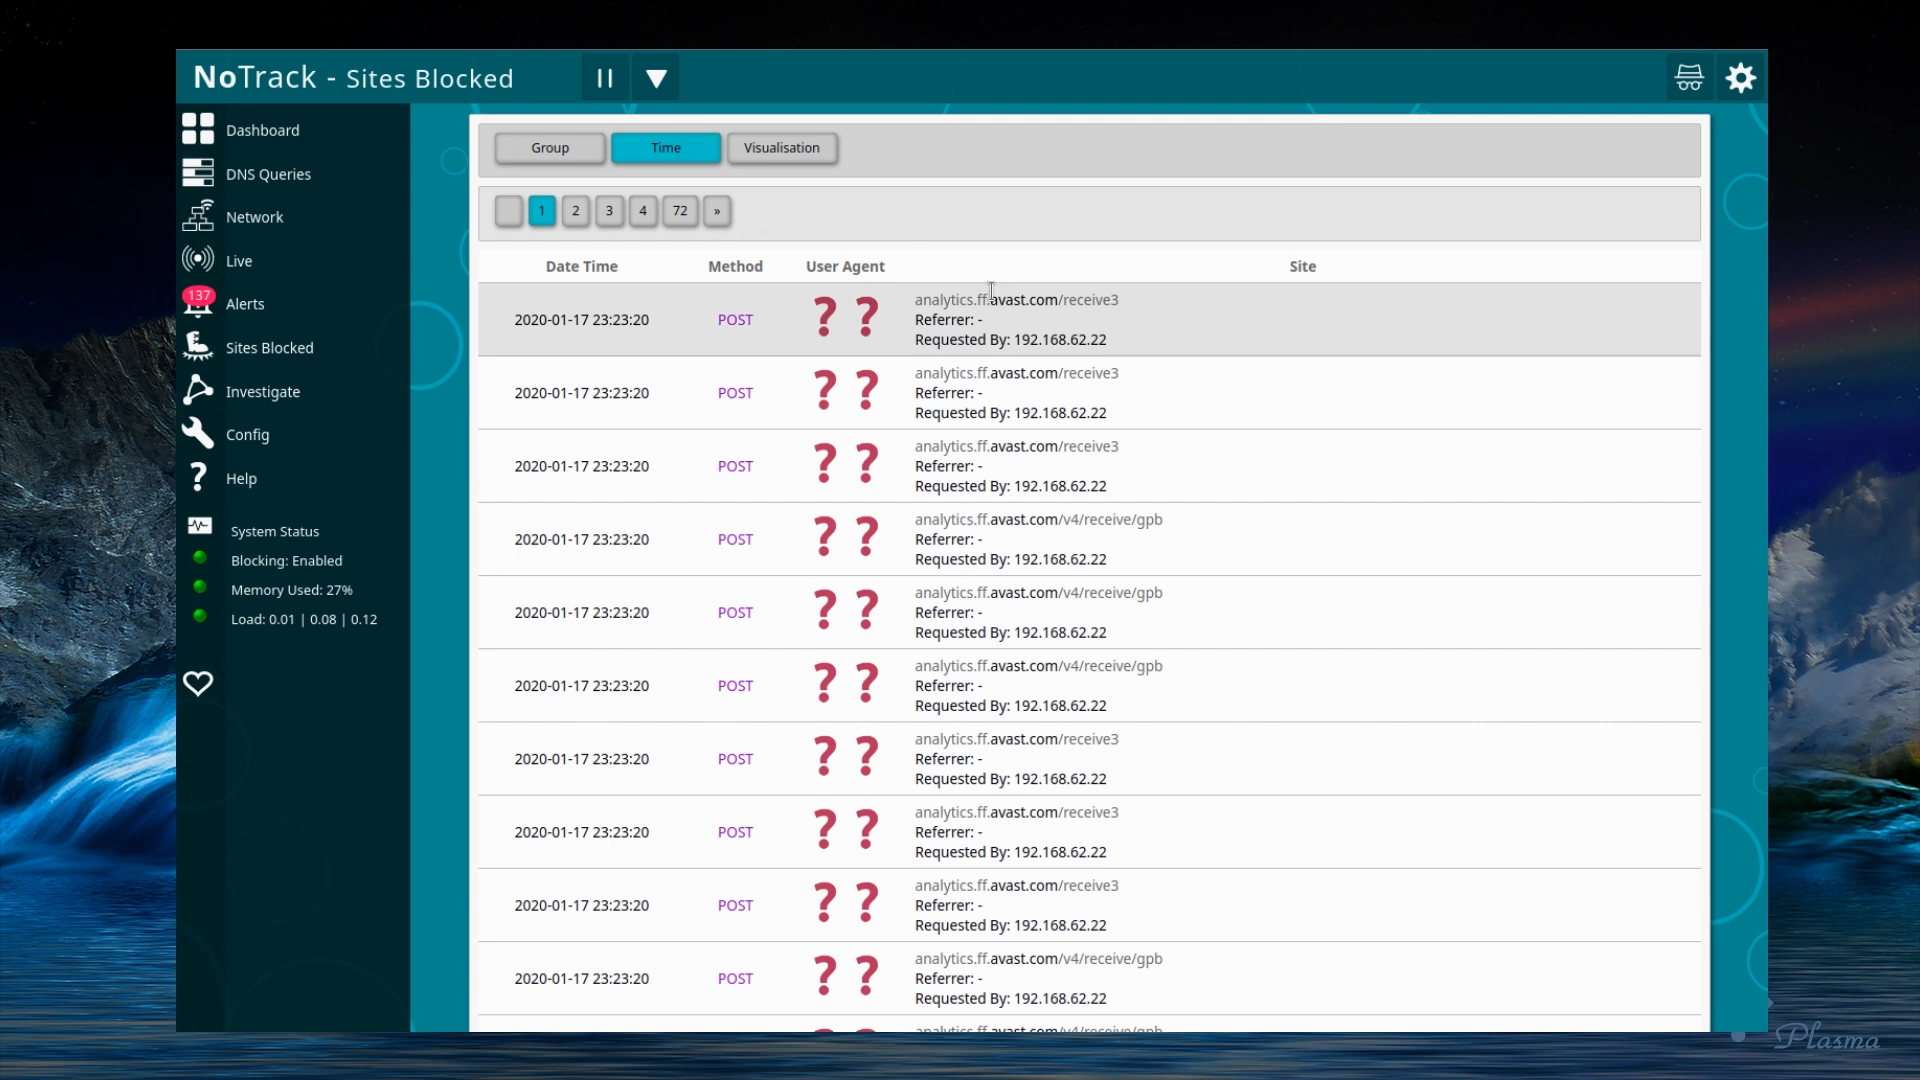 NoTrack - Sites Blocked
Dashboard
DNS Queries
Network
Live
137
Alerts
Sites Blocked
Investigate
Config
Help
System Status
Blocking: Enabled
Memory Used: 27%
Load: 0.01 | 0.08 | 0.12
Group Time Visualisation
1 2 3 4 72 »
Date Time Method User Agent Site
analytics.ff.avast.com/receive3
2020-01-17 23:23:20 POST ? ? Referrer: -
Requested By: 192.168.62.22
analytics.ff.avast.com/receive3
2020-01-17 23:23:20 POST ? ? Referrer: -
Requested By: 192.168.62.22
analytics.ff.avast.com/receive3
2020-01-17 23:23:20 POST ? ? Referrer: -
Requested By: 192.168.62.22
analytics.ff.avast.com/v4/receive/gpb
2020-01-17 23:23:20 POST ? ? Referrer: -
Requested By: 192.168.62.22
analytics.ff.avast.com/v4/receive/gpb
2020-01-17 23:23:20 POST ? ? Referrer: -
Requested By: 192.168.62.22
analytics.ff.avast.com/v4/receive/gpb
2020-01-17 23:23:20 POST ? ? Referrer: -
Requested By: 192.168.62.22
analytics.ff.avast.com/receive3
2020-01-17 23:23:20 POST ? ? Referrer: -
Requested By: 192.168.62.22
analytics.ff.avast.com/receive3
2020-01-17 23:23:20 POST ? ? Referrer: -
Requested By: 192.168.62.22
analytics.ff.avast.com/receive3
2020-01-17 23:23:20 POST ? ? Referrer: -
Requested By: 192.168.62.22
analytics.ff.avast.com/v4/receive/gpb
2020-01-17 23:23:20 POST ? ? Referrer: -
Requested By: 192.168.62.22
analytics.ff.avast.com/v4/receive/gpb
Plasma